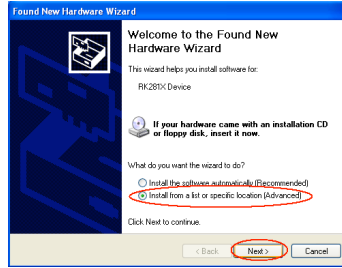 Found New Hardware Wizard
Welcome to the Found New
Hardware Wizard
This wizard helps you install software for:
RK281X Device
If your hardware came with an installation CD
or floppy disk, insert it now.
What do you want the wizard to do?
Install the software automatically (Recommended)
Install from a list or specific location (Advanced)
Click Next to continue.
< Back Next > Cancel